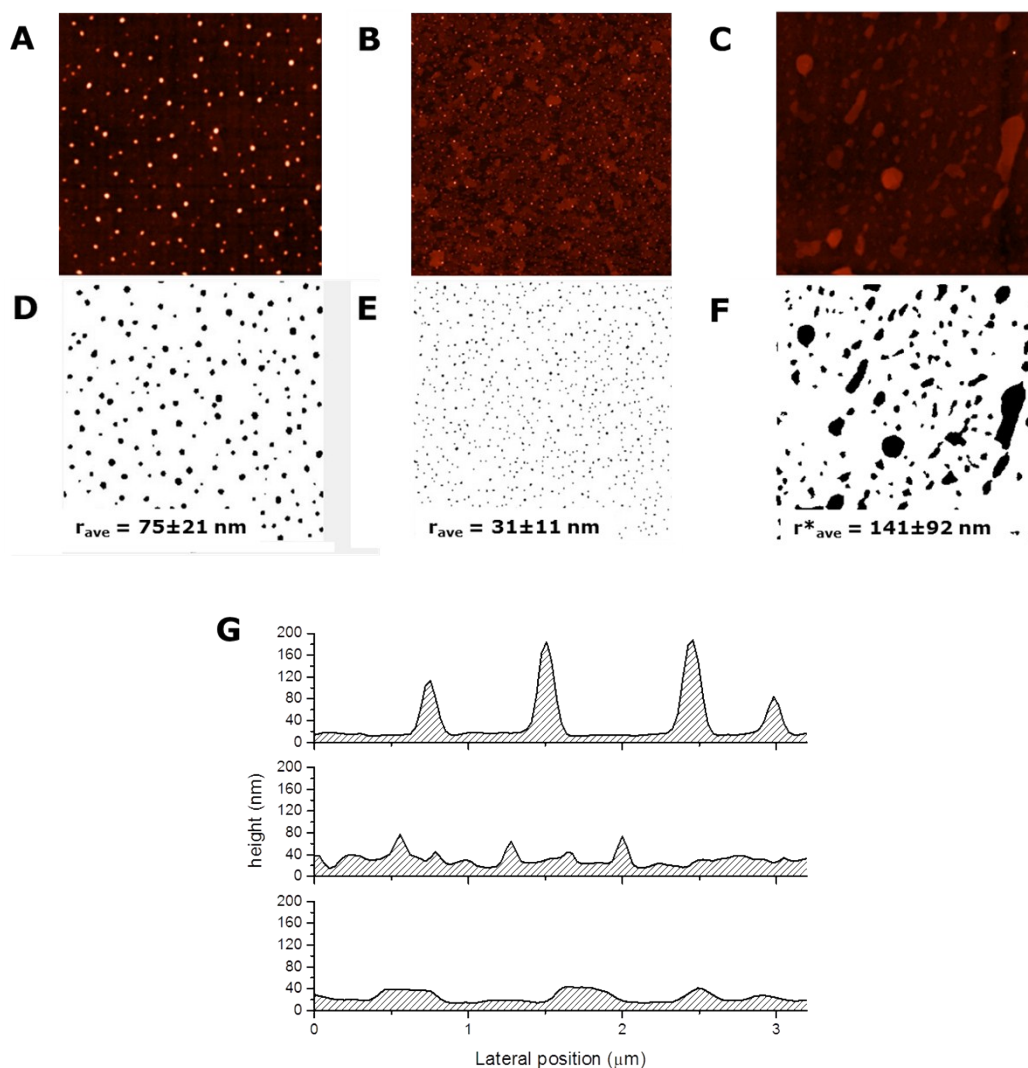 A
B
C
D
E
F
r_ave = 75±21 nm
r_ave = 31±11 nm
r*_ave = 141±92 nm
G
200
160
120
80
40
0
200
160
120
80
40
0
200
160
120
80
40
0
height (nm)
0 1 2 3
Lateral position (μm)